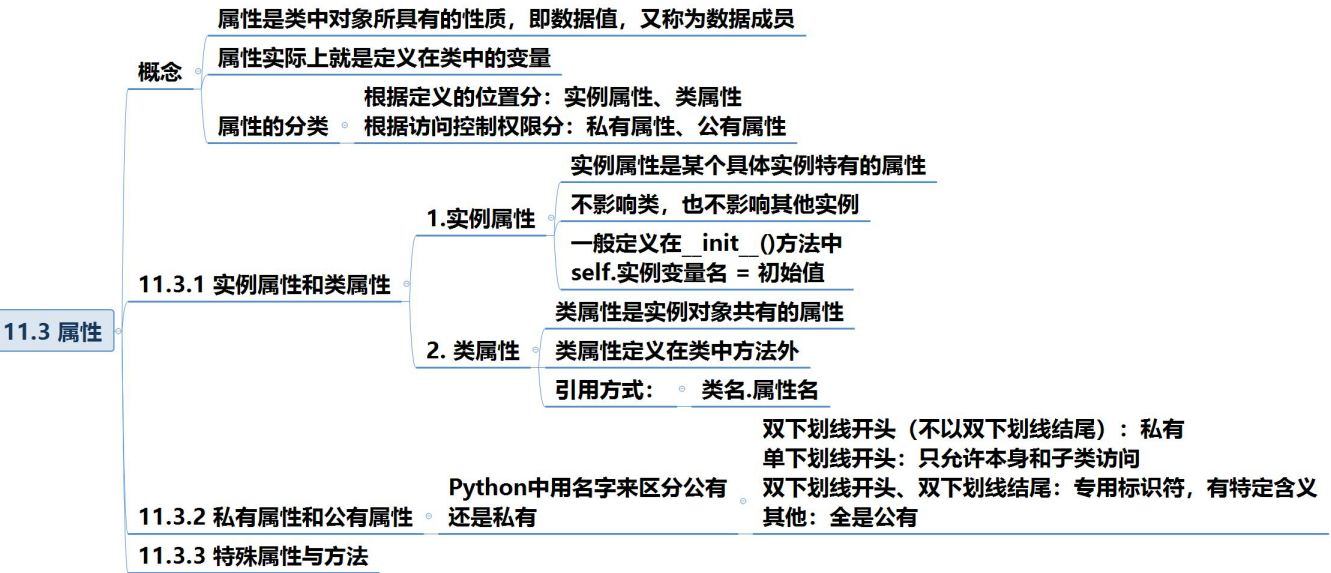 属性是类中对象所具有的性质，即数据值，又称为数据成员
概念
属性实际上就是定义在类中的变量
属性的分类
根据定义的位置分：实例属性、类属性
根据访问控制权限分：私有属性、公有属性
11.3 属性
11.3.1 实例属性和类属性
1.实例属性
实例属性是某个具体实例特有的属性
不影响类，也不影响其他实例
一般定义在__init__()方法中
self.实例变量名 = 初始值
2. 类属性
类属性是实例对象共有的属性
类属性定义在类中方法外
引用方式：
类名.属性名
11.3.2 私有属性和公有属性
Python中用名字来区分公有
还是私有
双下划线开头（不以双下划线结尾）：私有
单下划线开头：只允许本身和子类访问
双下划线开头、双下划线结尾：专用标识符，有特定含义
其他：全是公有
11.3.3 特殊属性与方法